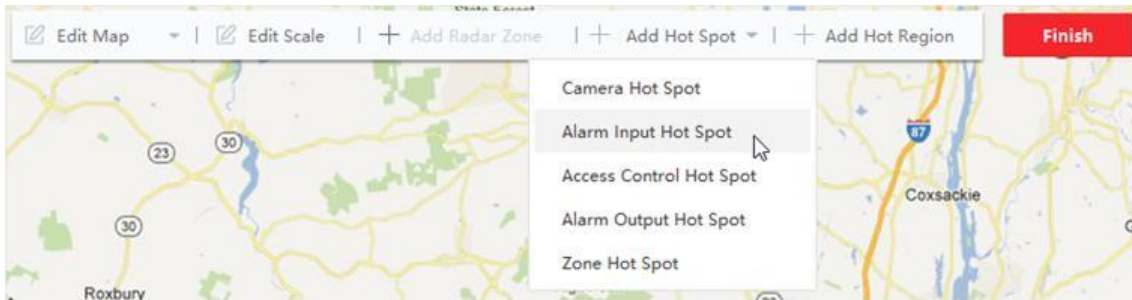 State Forest
Edit Map | Edit Scale | + Add Radar Zone | + Add Hot Spot | + Add Hot Region Finish
Camera Hot Spot
Alarm Input Hot Spot
Access Control Hot Spot
Alarm Output Hot Spot
Zone Hot Spot
30
23
87
Coxsackie
30
Roxbury